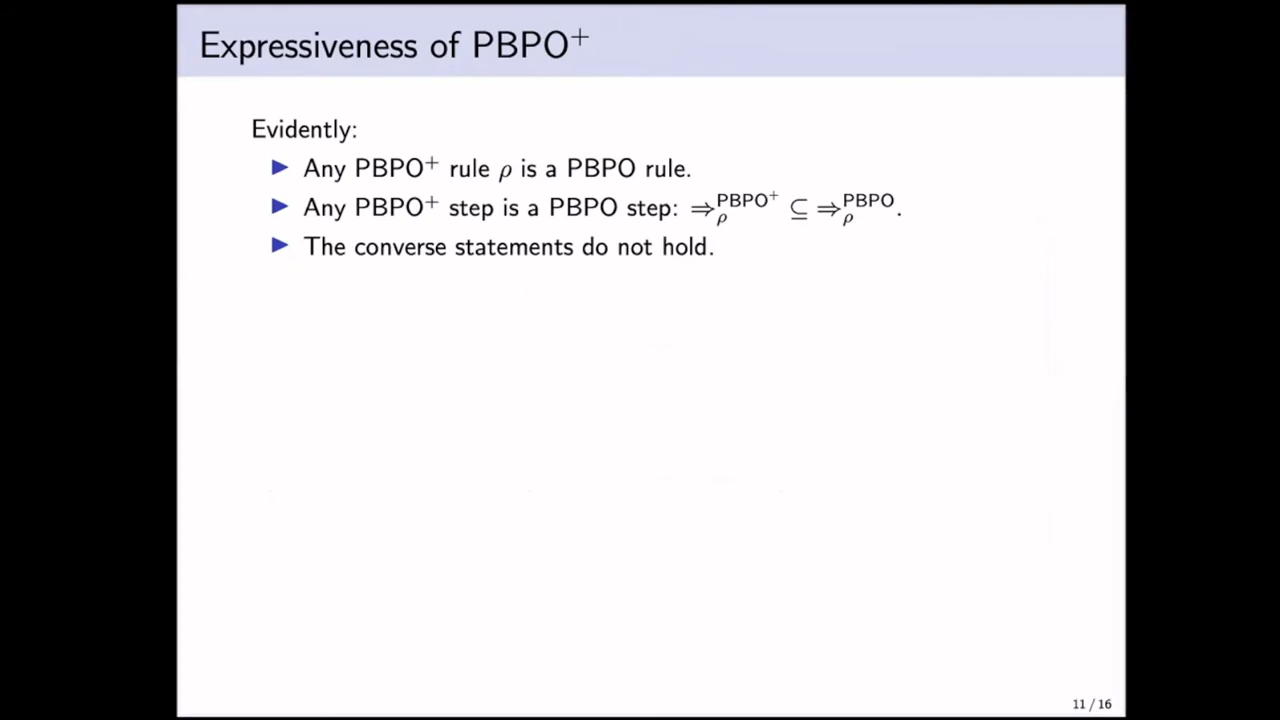 Expressiveness of PBPO⁺
Evidently:
▶ Any PBPO⁺ rule ρ is a PBPO rule.
▶ Any PBPO⁺ step is a PBPO step: ⇒ρ^PBPO⁺ ⊆ ⇒ρ^PBPO.
▶ The converse statements do not hold.
11 / 16